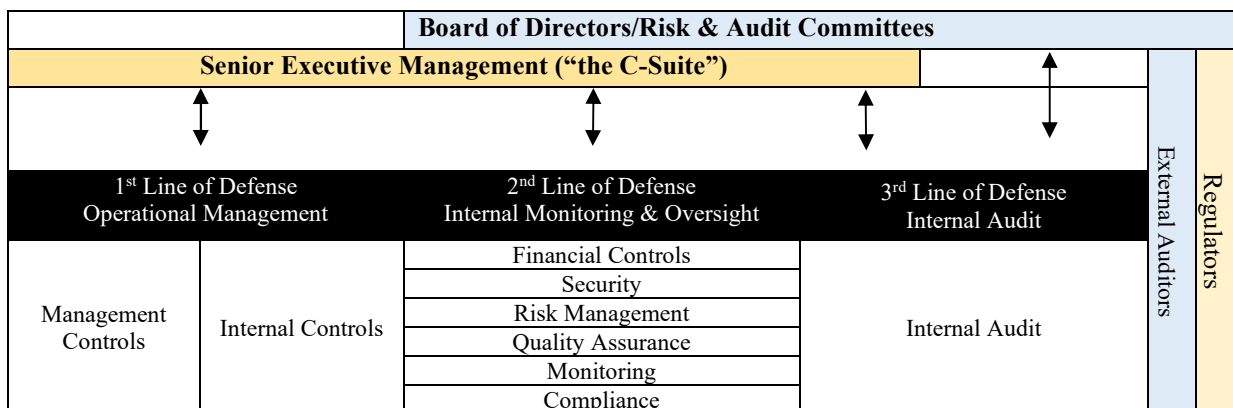 Board of Directors/Risk & Audit Committees
Senior Executive Management (“the C-Suite”)
1st Line of Defense
Operational Management
2nd Line of Defense
Internal Monitoring & Oversight
3rd Line of Defense
Internal Audit
Management
Controls
Internal Controls
Financial Controls
Security
Risk Management
Quality Assurance
Monitoring
Compliance
Internal Audit
External Auditors
Regulators